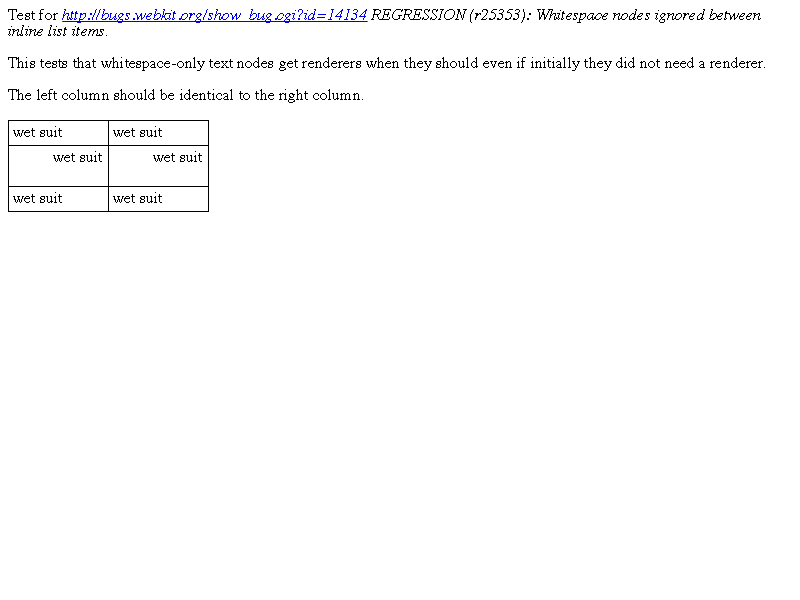 Test for http://bugs.webkit.org/show_bug.cgi?id=14134 REGRESSION (r25353): Whitespace nodes ignored between
inline list items.
This tests that whitespace-only text nodes get renderers when they should even if initially they did not need a renderer.
The left column should be identical to the right column.
wet suit wet suit
wet suit wet suit
wet suit wet suit